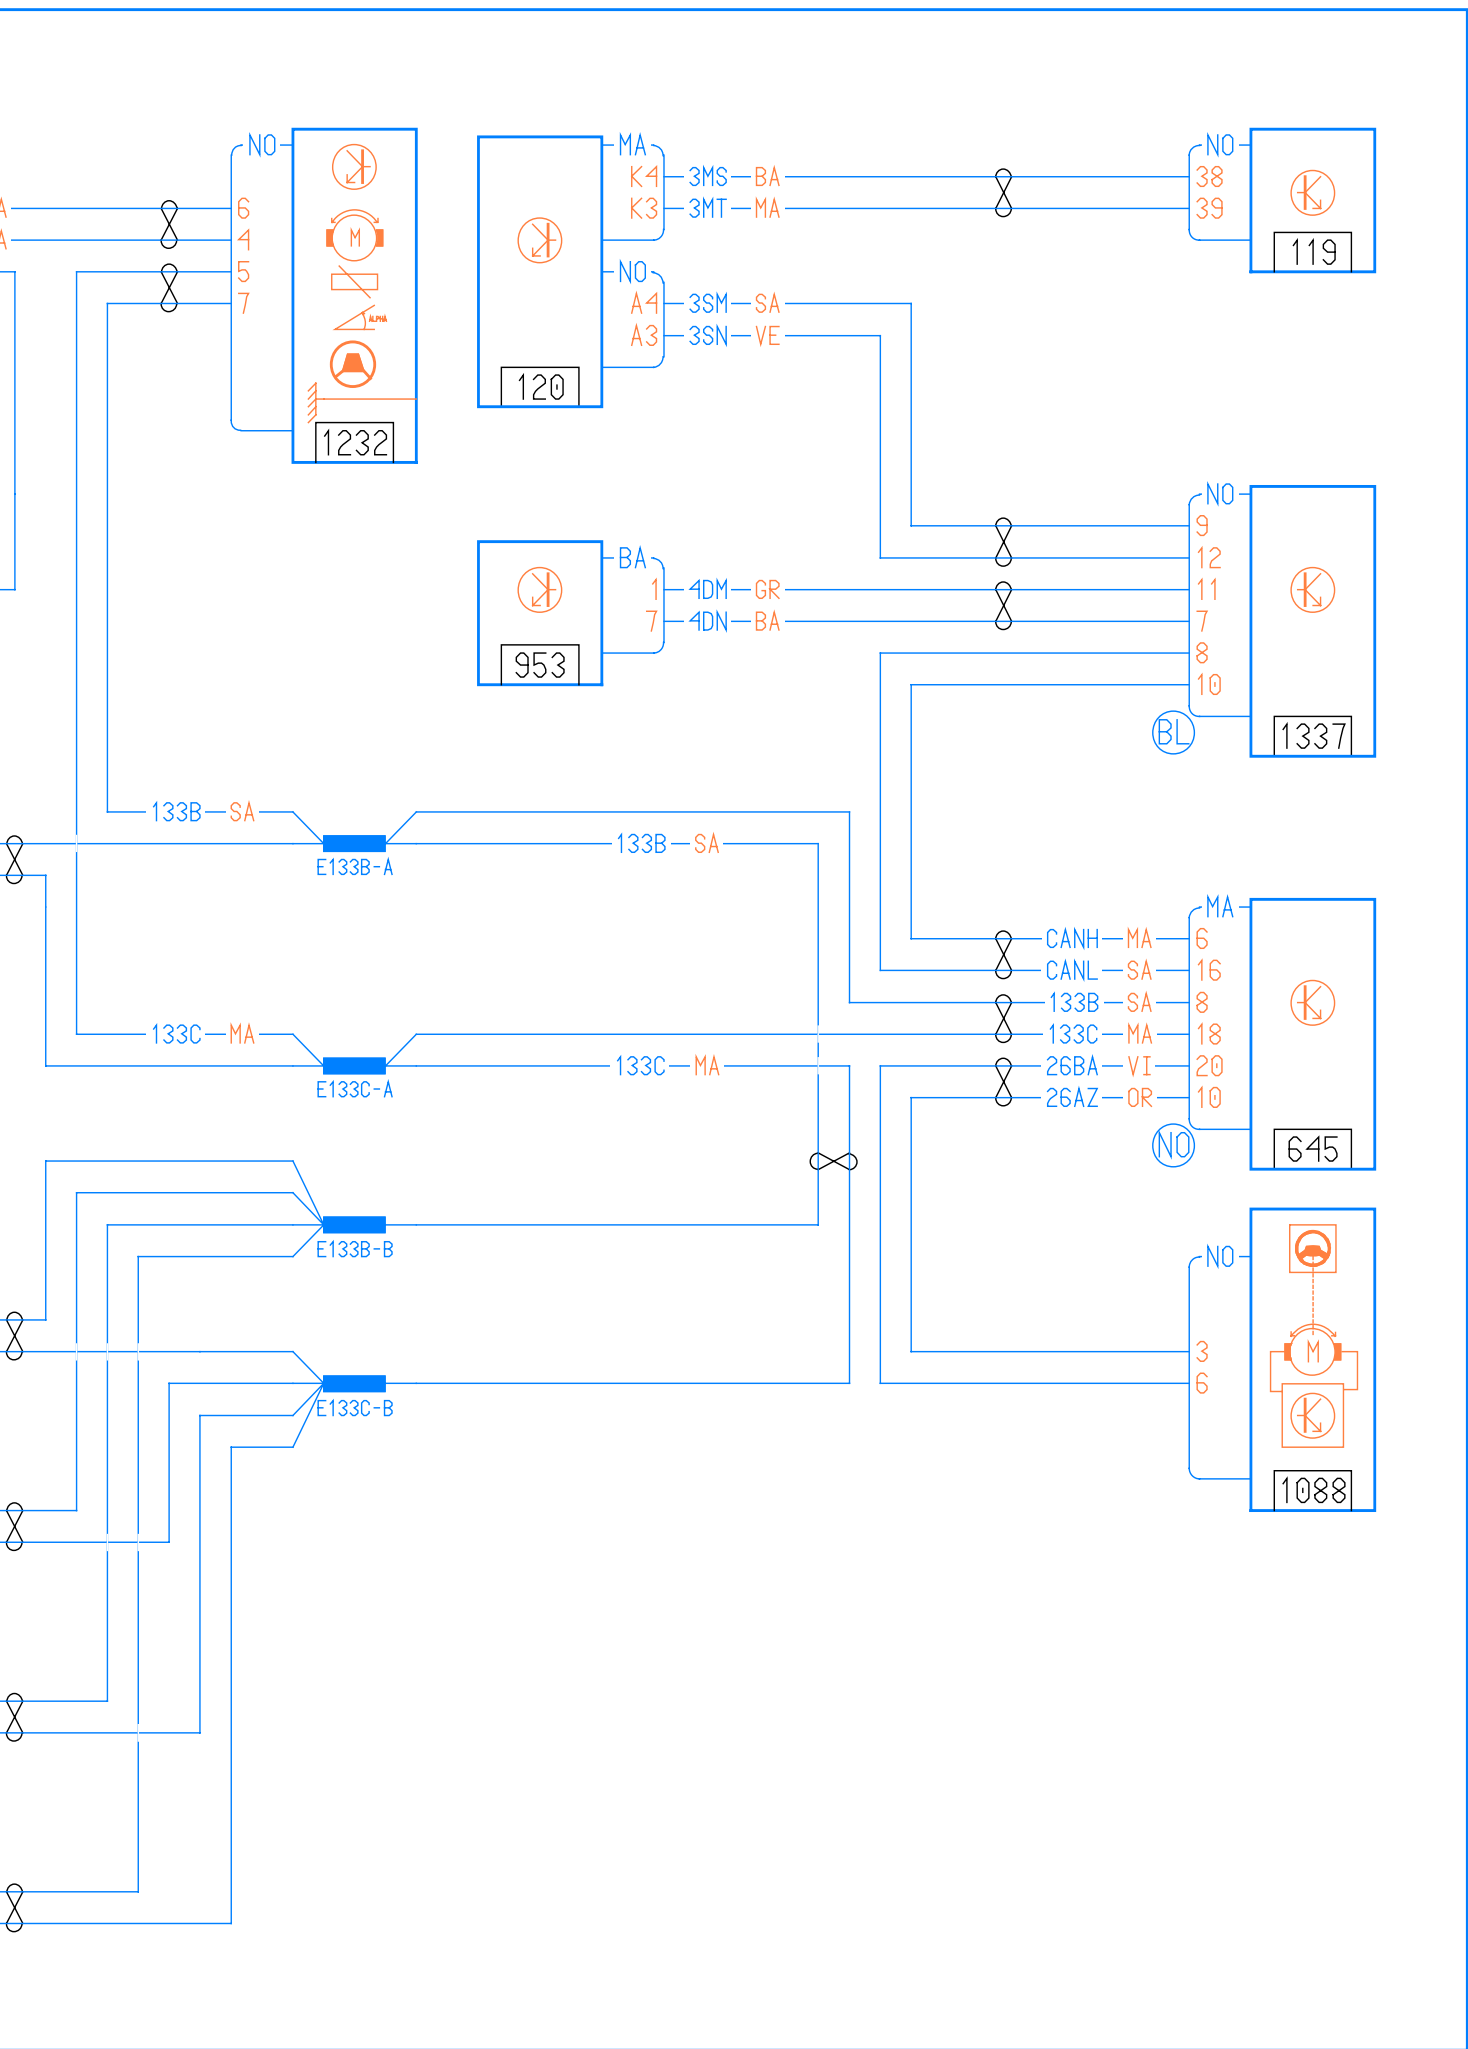 NO
MA
NO
K4 3MS BA
38
A
6
K3 3MT MA
39
A
4
M
119
5
NO
7
A4 3SM SA
ALPHA
A3 3SN VE
120
1232
NO
9
BA
12
1 4DM GR
11
7 4DN BA
7
8
953
10
BL
1337
133B SA
133B SA
E133B-A
MA
CANH MA 6
CANL SA 16
133B SA 8
133C MA
133C MA 18
133C MA
26BA VI 20
E133C-A
26AZ OR 10
NO
645
E133B-B
NO
3
M
6
E133C-B
1088